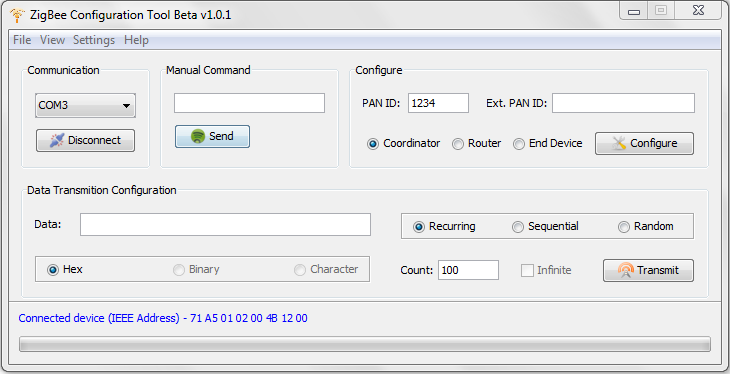 ZigBee Configuration Tool Beta v1.0.1
File View Settings Help
Communication
COM3
Disconnect
Manual Command
Send
Configure
PAN ID: 1234 Ext. PAN ID:
Coordinator Router End Device Configure
Data Transmition Configuration
Data:
Recurring Sequential Random
Hex Binary Character
Count: 100 Infinite Transmit
Connected device (IEEE Address) - 71 A5 01 02 00 4B 12 00